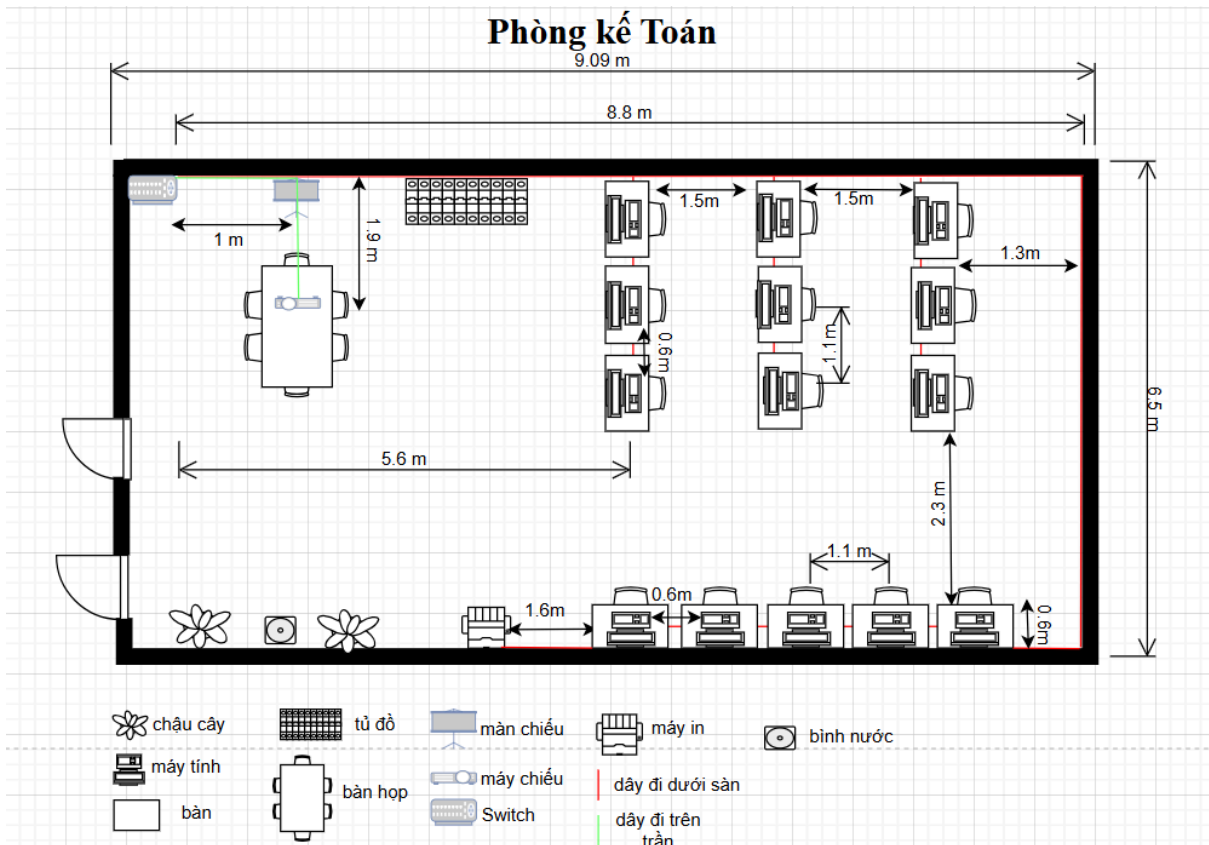 Phòng kế Toán
9.09 m
8.8 m
1.5m
1.5m
1 m
1.9 m
1.3m
0.6m
1.1m
6.5 m
5.6 m
2.3 m
1.1 m
0.6m
1.6m
0.6m
chậu cây
tủ đồ
màn chiếu
máy in
bình nước
máy tính
bàn họp
máy chiếu
dây đi dưới sàn
bàn
Switch
dây đi trên
trần